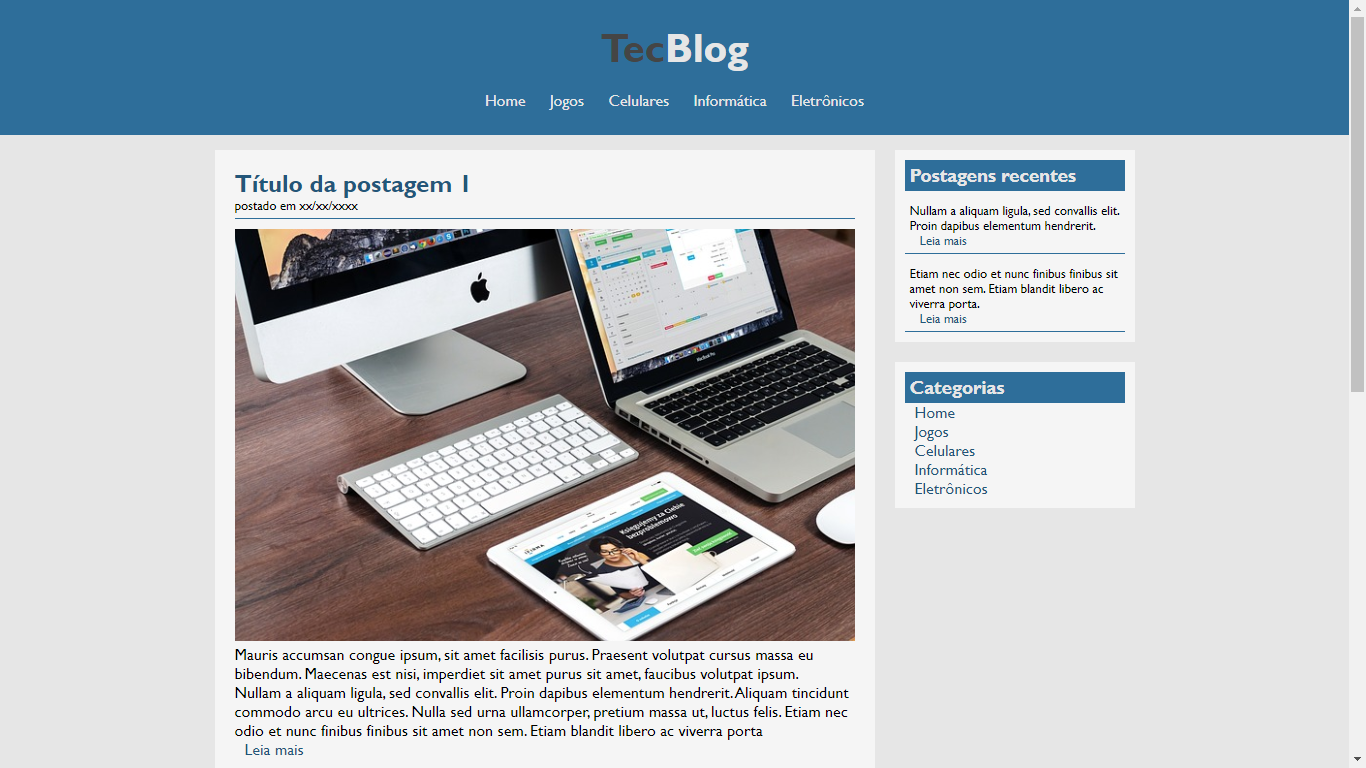 TecBlog
Home Jogos Celulares Informática Eletrônicos
Título da postagem 1
postado em xx/xx/xxxx
MacBook Pro
Księgujemy za Ciebie
bezproblemowo
Mauris accumsan congue ipsum, sit amet facilisis purus. Praesent volutpat cursus massa eu
bibendum. Maecenas est nisi, imperdiet sit amet purus sit amet, faucibus volutpat ipsum.
Nullam a aliquam ligula, sed convallis elit. Proin dapibus elementum hendrerit. Aliquam tincidunt
commodo arcu eu ultrices. Nulla sed urna ullamcorper, pretium massa ut, luctus felis. Etiam nec
odio et nunc finibus finibus sit amet non sem. Etiam blandit libero ac viverra porta
Leia mais
Postagens recentes
Nullam a aliquam ligula, sed convallis elit.
Proin dapibus elementum hendrerit.
Leia mais
Etiam nec odio et nunc finibus finibus sit
amet non sem. Etiam blandit libero ac
viverra porta.
Leia mais
Categorias
Home
Jogos
Celulares
Informática
Eletrônicos